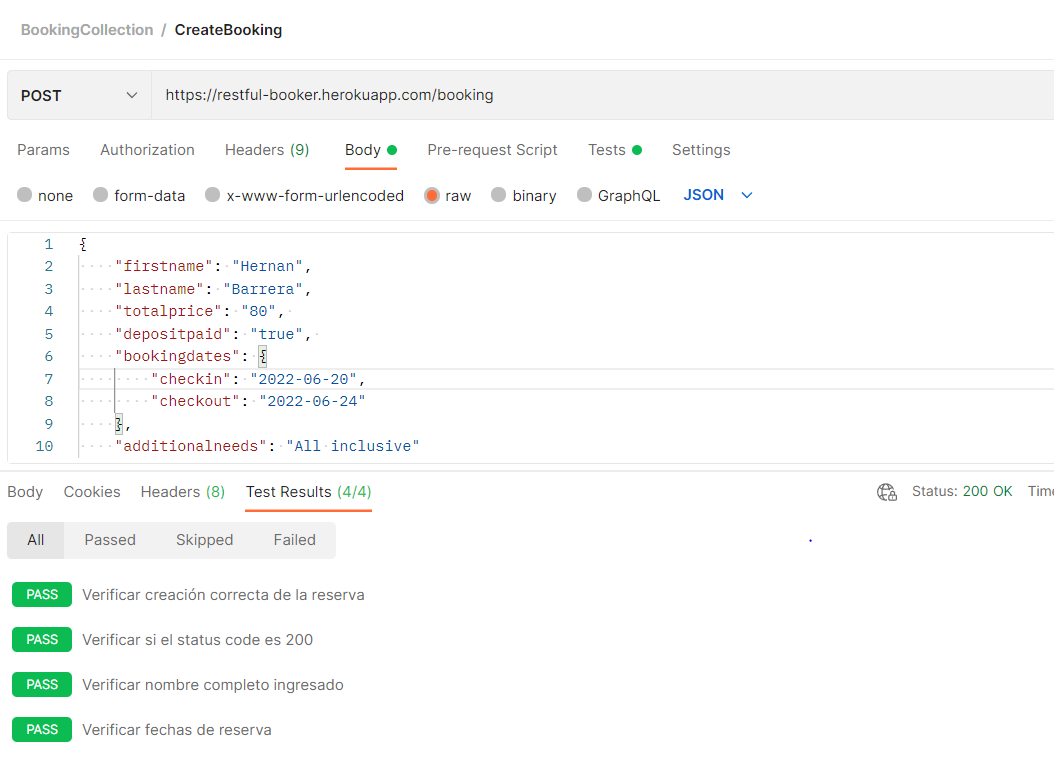 BookingCollection / CreateBooking
POST https://restful-booker.herokuapp.com/booking
Params Authorization Headers (9) Body Pre-request Script Tests Settings
none form-data x-www-form-urlencoded raw binary GraphQL JSON
1 {
2 "firstname": "Hernan",
3 "lastname": "Barrera",
4 "totalprice": "80",
5 "depositpaid": "true",
6 "bookingdates": {
7 "checkin": "2022-06-20",
8 "checkout": "2022-06-24"
9 },
10 "additionalneeds": "All inclusive"
Body Cookies Headers (8) Test Results (4/4) Status: 200 OK Time
All Passed Skipped Failed
PASS Verificar creación correcta de la reserva
PASS Verificar si el status code es 200
PASS Verificar nombre completo ingresado
PASS Verificar fechas de reserva